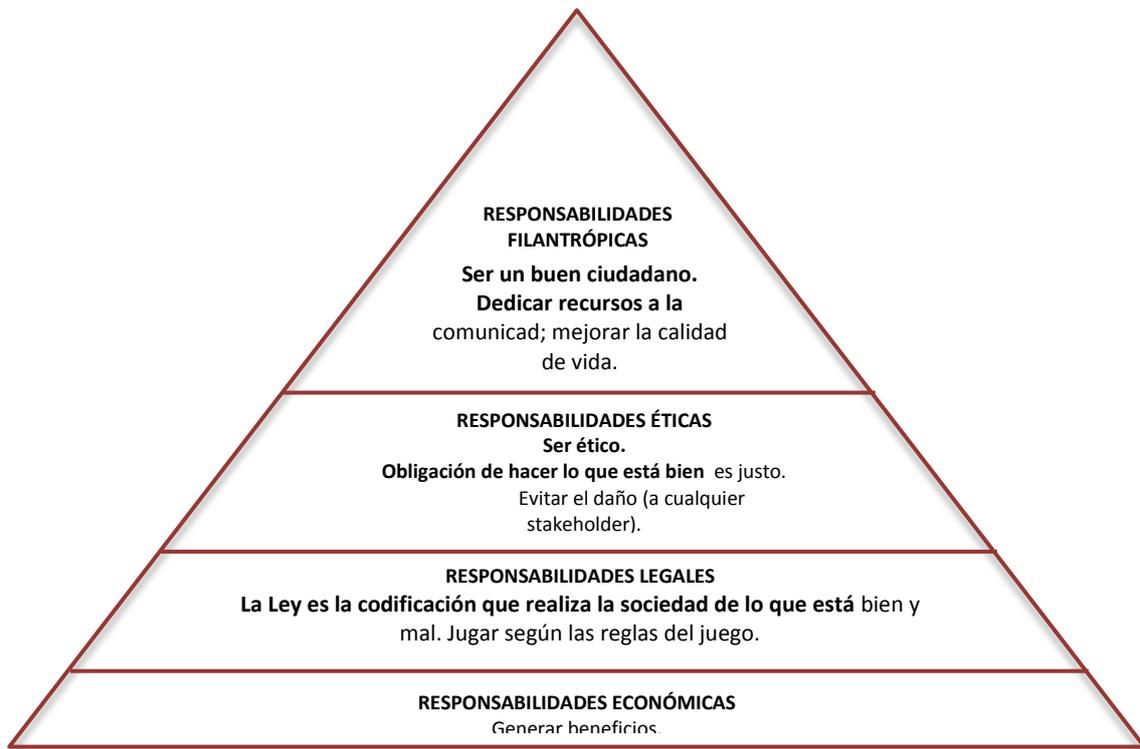 RESPONSABILIDADES
FILANTRÓPICAS
Ser un buen ciudadano.
Dedicar recursos a la
comunicad; mejorar la calidad
de vida.
RESPONSABILIDADES ÉTICAS
Ser ético.
Obligación de hacer lo que está bien es justo.
Evitar el daño (a cualquier
stakeholder).
RESPONSABILIDADES LEGALES
La Ley es la codificación que realiza la sociedad de lo que está bien y
mal. Jugar según las reglas del juego.
RESPONSABILIDADES ECONÓMICAS
Generar beneficios.